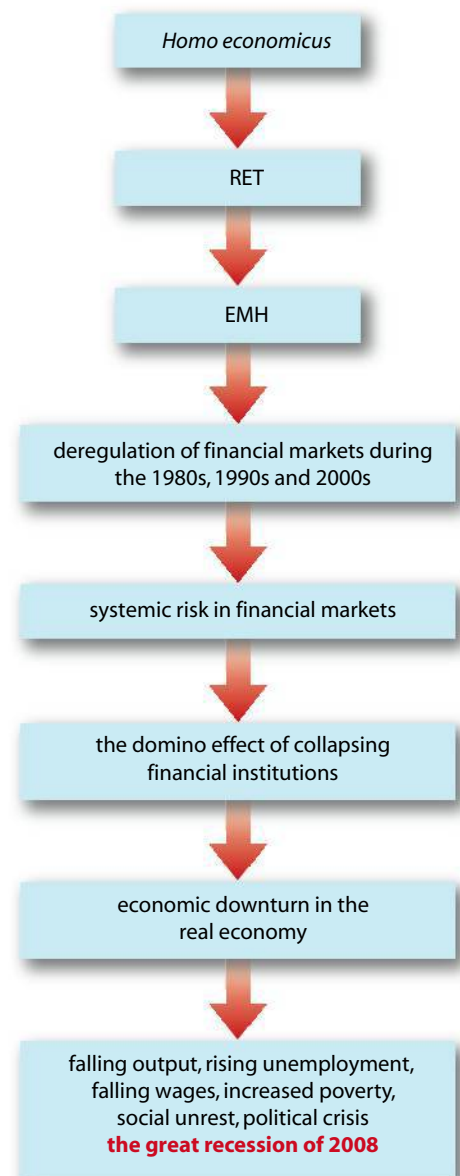 Homo economicus
RET
EMH
deregulation of financial markets during
the 1980s, 1990s and 2000s
systemic risk in financial markets
the domino effect of collapsing
financial institutions
economic downturn in the
real economy
falling output, rising unemployment,
falling wages, increased poverty,
social unrest, political crisis
the great recession of 2008